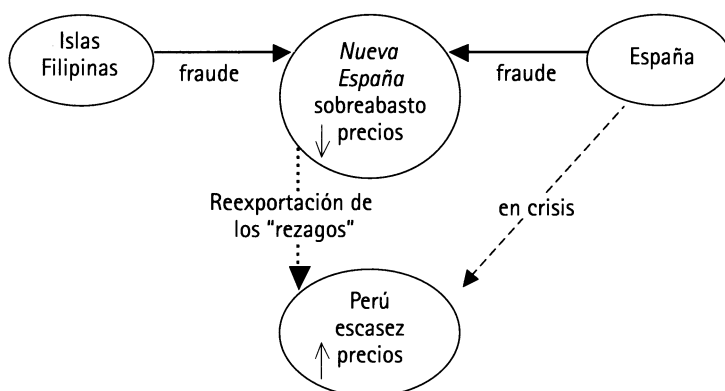 Islas
Filipinas
fraude
Nueva
España
sobreabasto
↓ precios
fraude
España
Reexportación de
los "rezagos"
en crisis
Perú
escasez
↑ precios